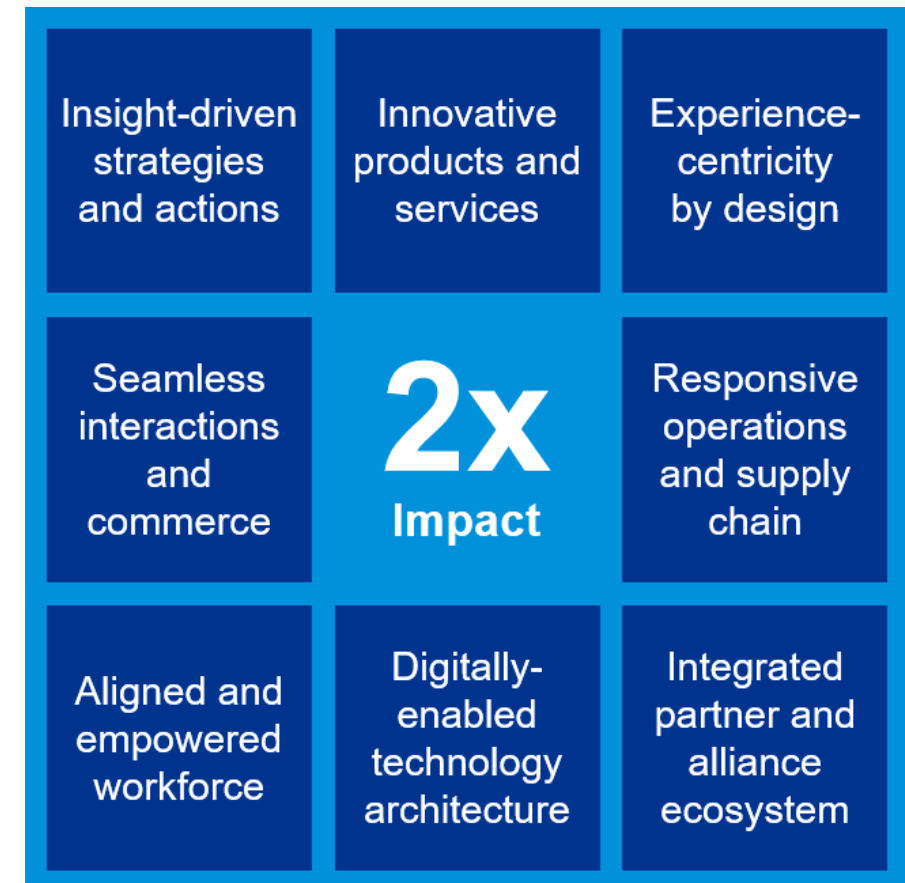 Insight-driven
strategies
and actions
Innovative
products and
services
Experience-
centricity
by design
Seamless
interactions
and
commerce
2x
Impact
Responsive
operations
and supply
chain
Aligned and
empowered
workforce
Digitally-
enabled
technology
architecture
Integrated
partner and
alliance
ecosystem